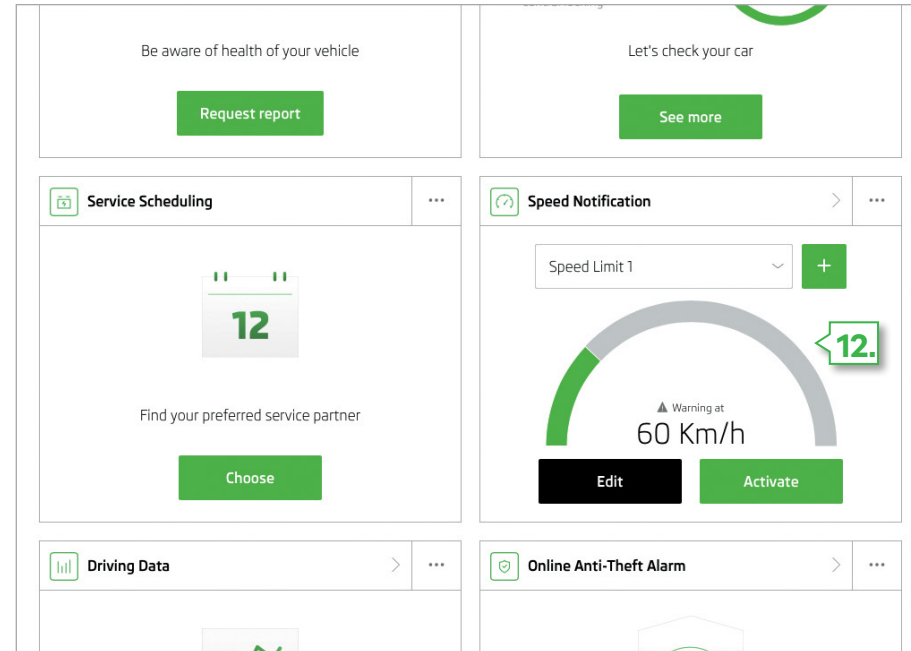 Be aware of health of your vehicle
Request report
Let's check your car
See more
Service Scheduling
12
Find your preferred service partner
Choose
Speed Notification
Speed Limit 1
+
12.
Warning at
60 Km/h
Edit
Activate
Driving Data
Online Anti-Theft Alarm